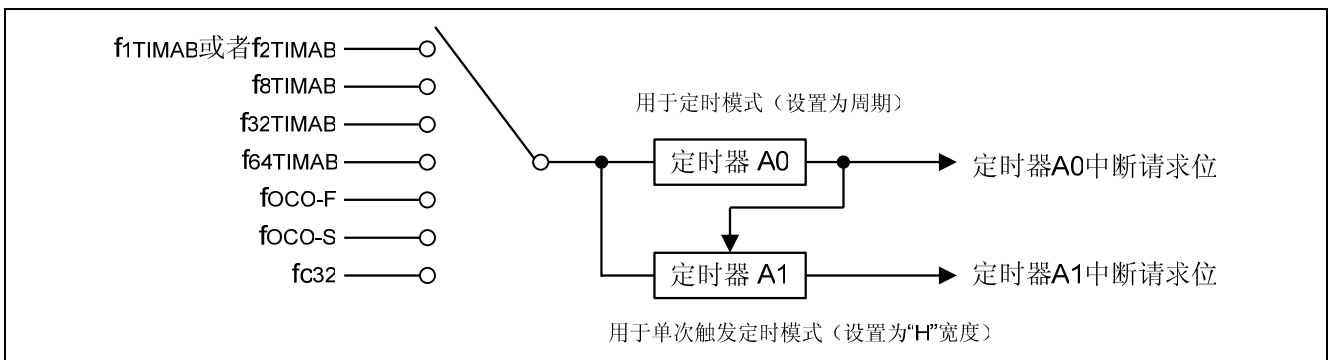 f1TIMAB或者f2TIMAB
f8TIMAB
f32TIMAB
f64TIMAB
fOCO-F
fOCO-S
fC32
用于定时模式（设置为周期）
定时器 A0
定时器A0中断请求位
定时器 A1
定时器A1中断请求位
用于单次触发定时模式（设置为“H”宽度）